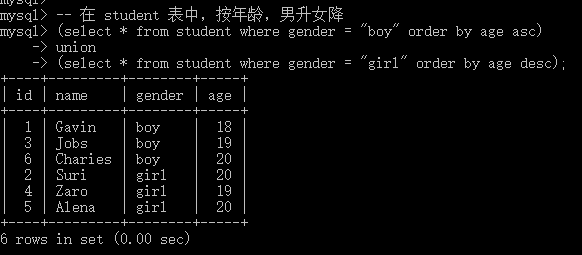 mysql>
mysql> -- 在 student 表中，按年龄，男升女降
mysql> (select * from student where gender = "boy" order by age asc)
    -> union
    -> (select * from student where gender = "girl" order by age desc);
+----+---------+--------+-----+
| id | name    | gender | age |
+----+---------+--------+-----+
|  1 | Gavin   | boy    |  18 |
|  3 | Jobs    | boy    |  19 |
|  6 | Charies | boy    |  20 |
|  2 | Suri    | girl   |  20 |
|  4 | Zaro    | girl   |  19 |
|  5 | Alena   | girl   |  20 |
+----+---------+--------+-----+
6 rows in set (0.00 sec)